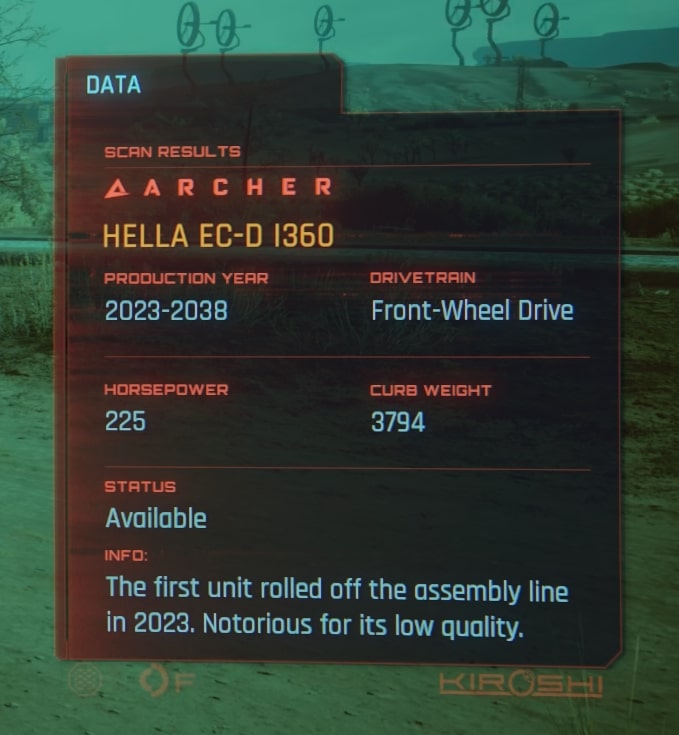 DATA
SCAN RESULTS
ARCHER
HELLA EC-D I360
PRODUCTION YEAR DRIVETRAIN
2023-2038 Front-Wheel Drive
HORSEPOWER CURB WEIGHT
225 3794
STATUS
Available
INFO:
The first unit rolled off the assembly line
in 2023. Notorious for its low quality.
F KIROSHI